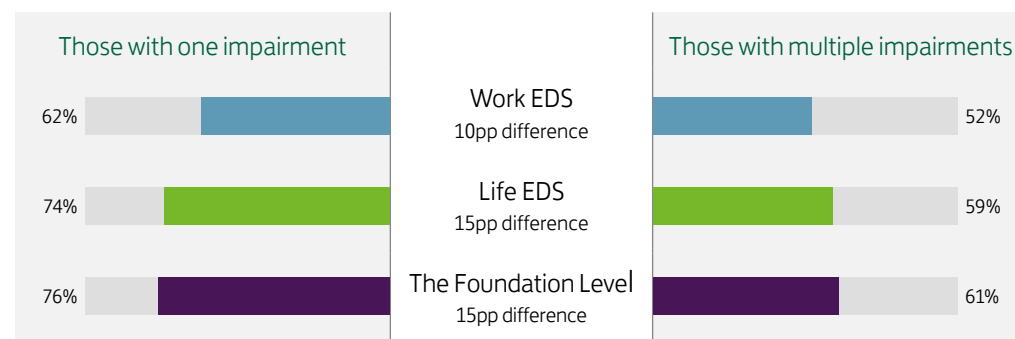 Those with one impairment
Those with multiple impairments
62%
Work EDS
10pp difference
52%
74%
Life EDS
15pp difference
59%
76%
The Foundation Level
15pp difference
61%